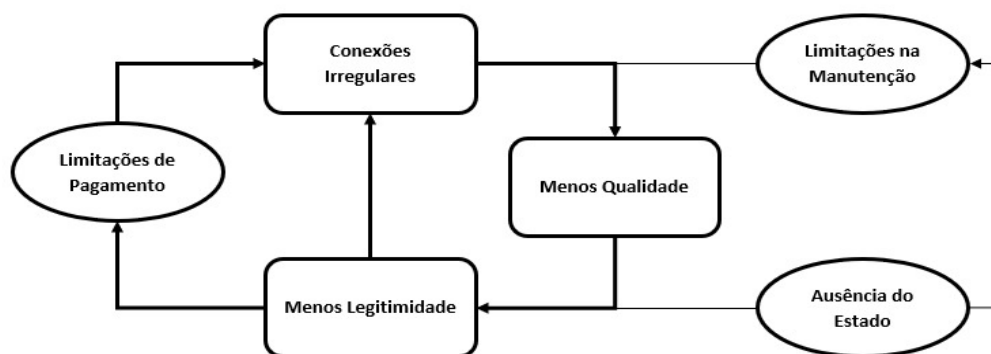 Conexões
Irregulares
Limitações na
Manutenção
Limitações de
Pagamento
Menos Qualidade
Menos Legitimidade
Ausência do
Estado